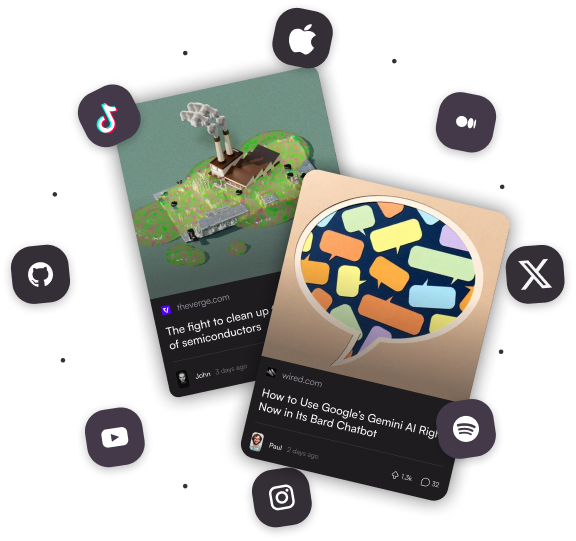 theverge.com
The fight to clean up
of semiconductors
John 3 days ago
wired.com
How to Use Google's Gemini AI Righ
Now in Its Bard Chatbot
Paul 2 days ago
1.3k 32